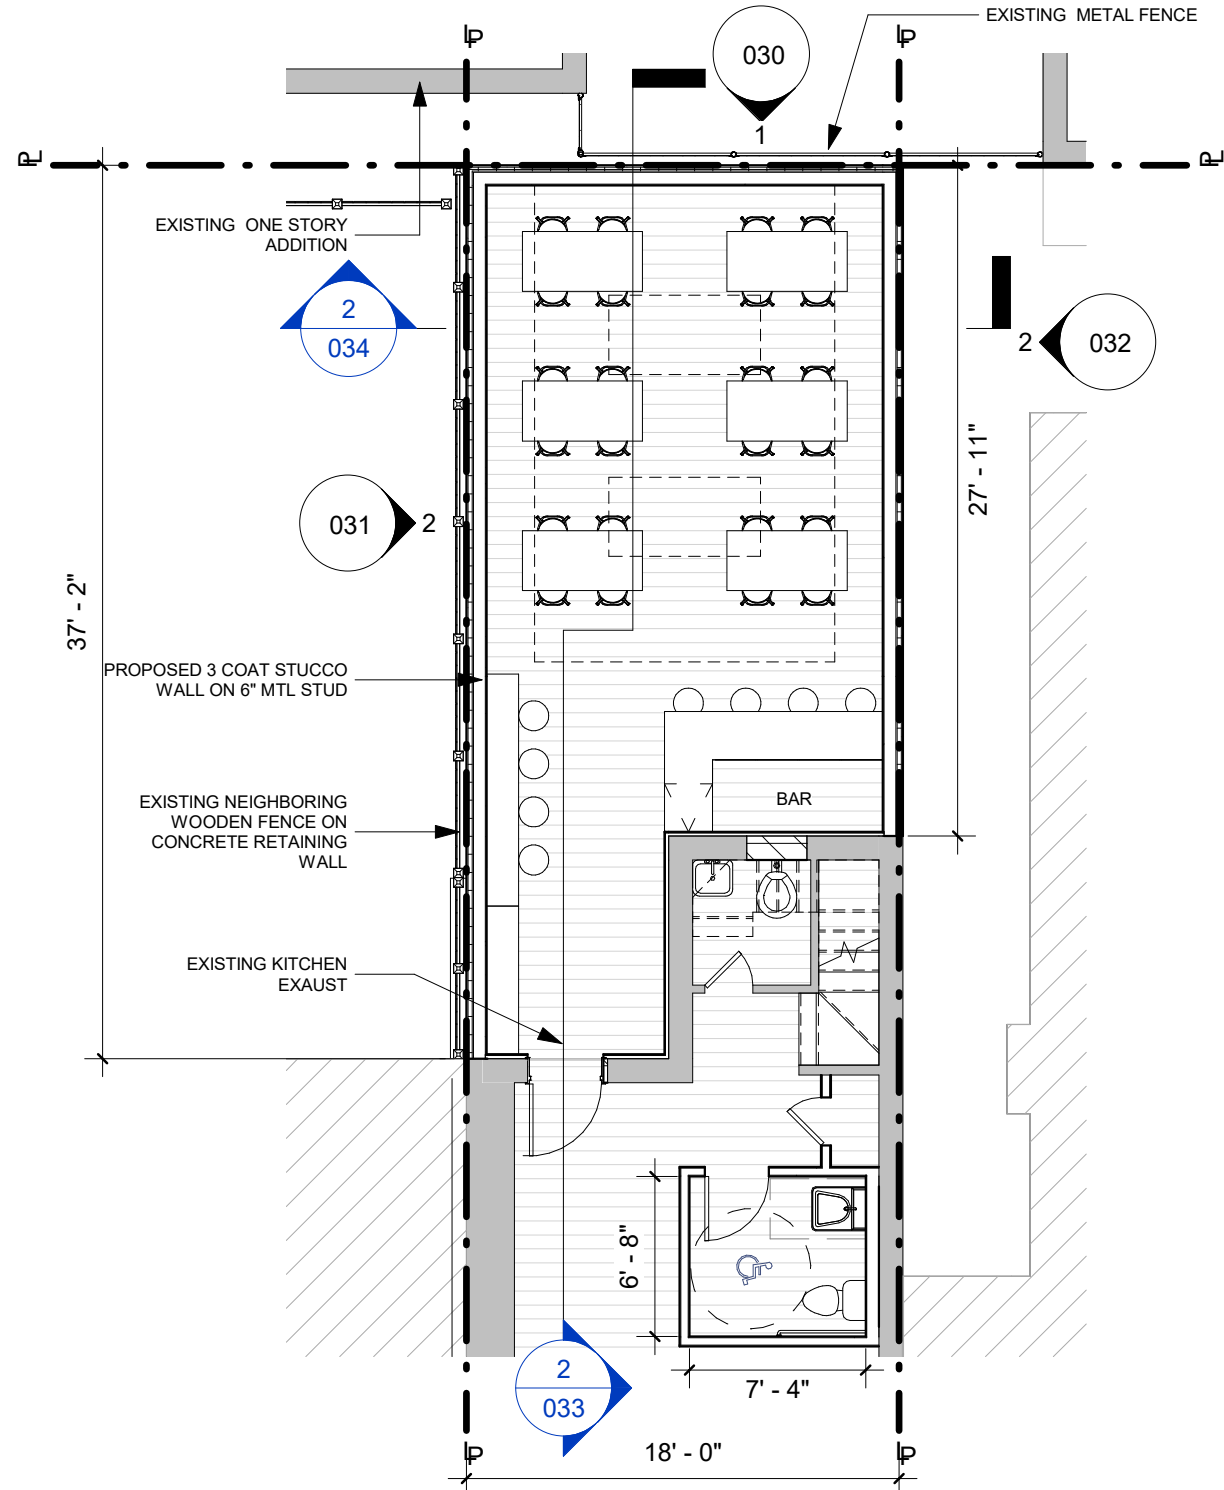 EXISTING  METAL FENCE
PL
PL
030
1
PL
PL
EXISTING  ONE STORY
ADDITION
2
034
2
032
27' - 11"
031
2
37' - 2"
PROPOSED 3 COAT STUCCO
WALL ON 6" MTL STUD
BAR
EXISTING NEIGHBORING
WOODEN FENCE ON
CONCRETE RETAINING
WALL
EXISTING KITCHEN
EXAUST
6' - 8"
2
033
7' - 4"
18' - 0"
PL
PL